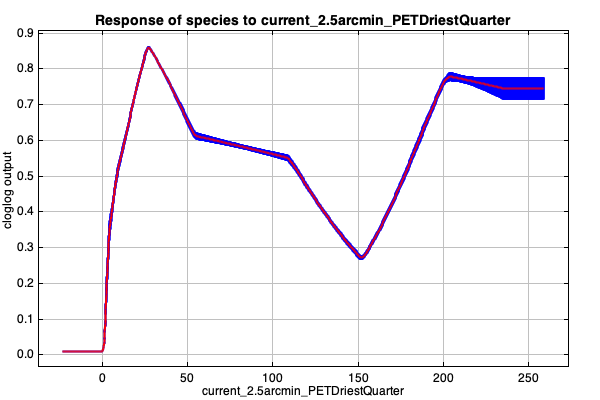 Response of species to current_2.5arcmin_PETDriestQuarter
0.9
0.8
0.7
0.6
0.5
0.4
0.3
0.2
0.1
0.0
cloglog output
0 50 100 150 200 250
current_2.5arcmin_PETDriestQuarter